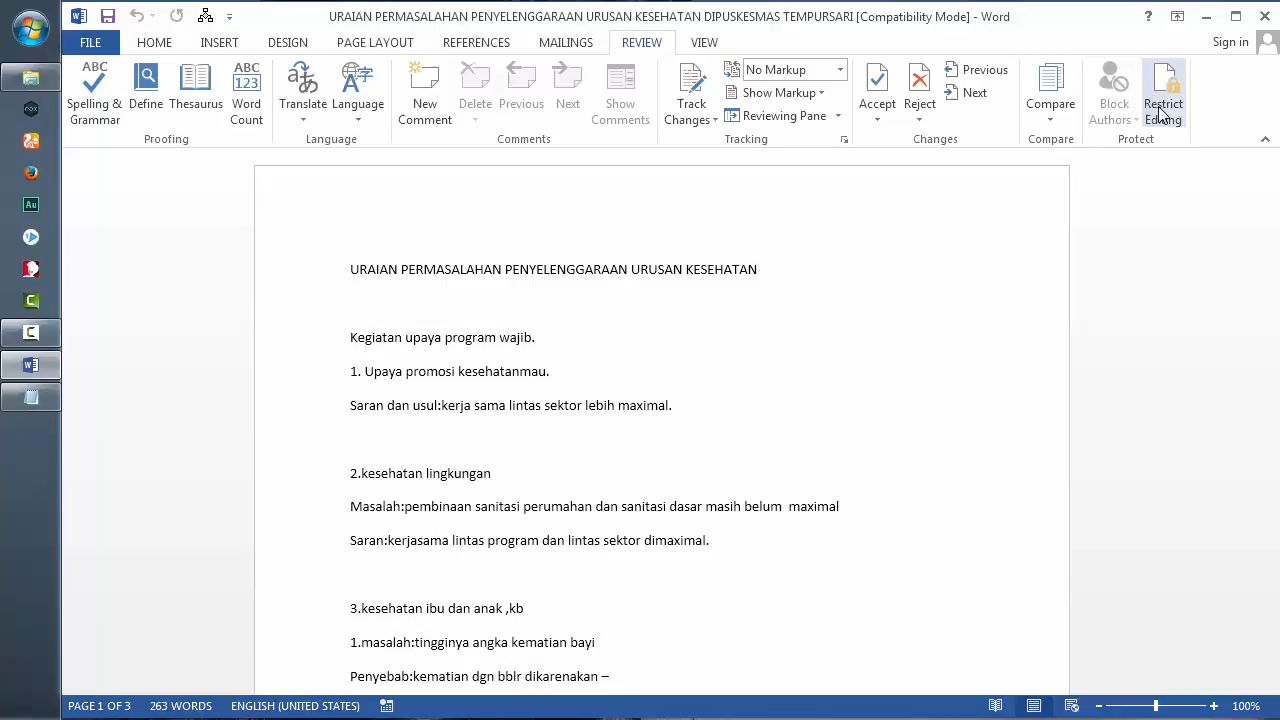 URAIAN PERMASALAHAN PENYELENGGARAAN URUSAN KESEHATAN DIPUKESMAS TEMPURSARI [Compatibility Mode] - Word
FILE HOME INSERT DESIGN PAGE LAYOUT REFERENCES MAILINGS REVIEW VIEW Sign in
Spelling & Grammar
Define
Thesaurus
Word Count
Proofing
Translate
Language
Language
New Comment
Delete
Previous
Next
Show Comments
Comments
Track Changes
No Markup
Show Markup
Reviewing Pane
Tracking
Accept
Reject
Previous
Next
Changes
Compare
Compare
Block Authors
Restrict Editing
Protect
URAIAN PERMASALAHAN PENYELENGGARAAN URUSAN KESEHATAN
Kegiatan upaya program wajib.
1. Upaya promosi kesehatanmau.
Saran dan usul:kerja sama lintas sektor lebih maximal.
2.kesehatan lingkungan
Masalah:pembinaan sanitasi perumahan dan sanitasi dasar masih belum  maximal
Saran:kerjasama lintas program dan lintas sektor dimaximal.
3.kesehatan ibu dan anak ,kb
1.masalah:tingginya angka kematian bayi
Penyebab:kematian dgn bblr dikarenakan –
PAGE 1 OF 3 263 WORDS ENGLISH (UNITED STATES) 100%